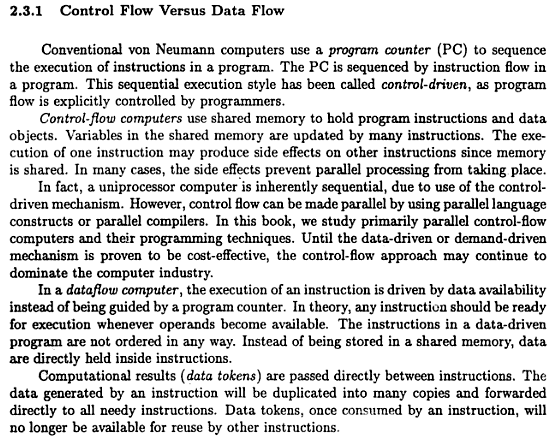 2.3.1 Control Flow Versus Data Flow
Conventional von Neumann computers use a program counter (PC) to sequence
the execution of instructions in a program. The PC is sequenced by instruction flow in
a program. This sequential execution style has been called control-driven, as program
flow is explicitly controlled by programmers.
Control-flow computers use shared memory to hold program instructions and data
objects. Variables in the shared memory are updated by many instructions. The exe-
cution of one instruction may produce side effects on other instructions since memory
is shared. In many cases, the side effects prevent parallel processing from taking place.
In fact, a uniprocessor computer is inherently sequential, due to use of the control-
driven mechanism. However, control flow can be made parallel by using parallel language
constructs or parallel compilers. In this book, we study primarily parallel control-flow
computers and their programming techniques. Until the data-driven or demand-driven
mechanism is proven to be cost-effective, the control-flow approach may continue to
dominate the computer industry.
In a dataflow computer, the execution of an instruction is driven by data availability
instead of being guided by a program counter. In theory, any instruction should be ready
for execution whenever operands become available. The instructions in a data-driven
program are not ordered in any way. Instead of being stored in a shared memory, data
are directly held inside instructions.
Computational results (data tokens) are passed directly between instructions. The
data generated by an instruction will be duplicated into many copies and forwarded
directly to all needy instructions. Data tokens, once consumed by an instruction, will
no longer be available for reuse by other instructions.